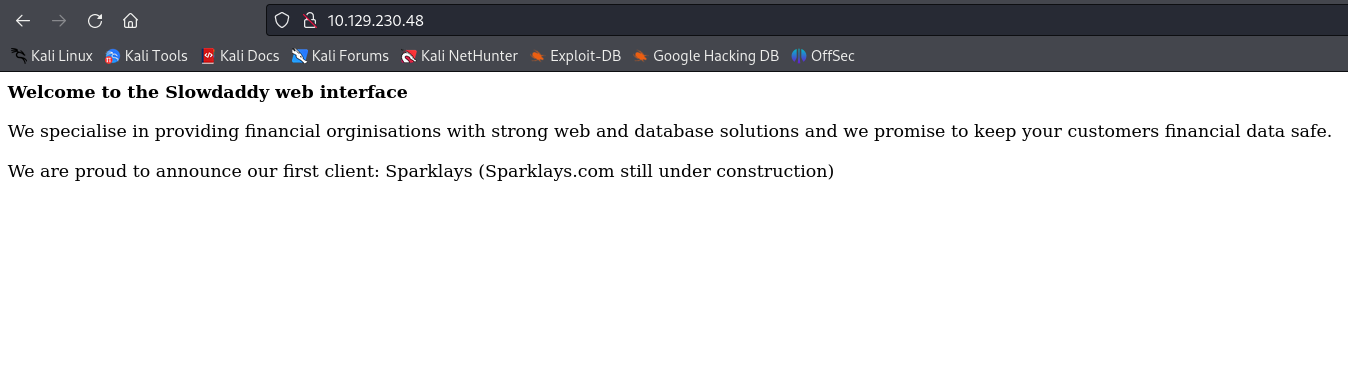 10.129.230.48
Kali Linux Kali Tools Kali Docs Kali Forums Kali NetHunter Exploit-DB Google Hacking DB OffSec
Welcome to the Slowdaddy web interface
We specialise in providing financial orginisations with strong web and database solutions and we promise to keep your customers financial data safe.
We are proud to announce our first client: Sparklays (Sparklays.com still under construction)